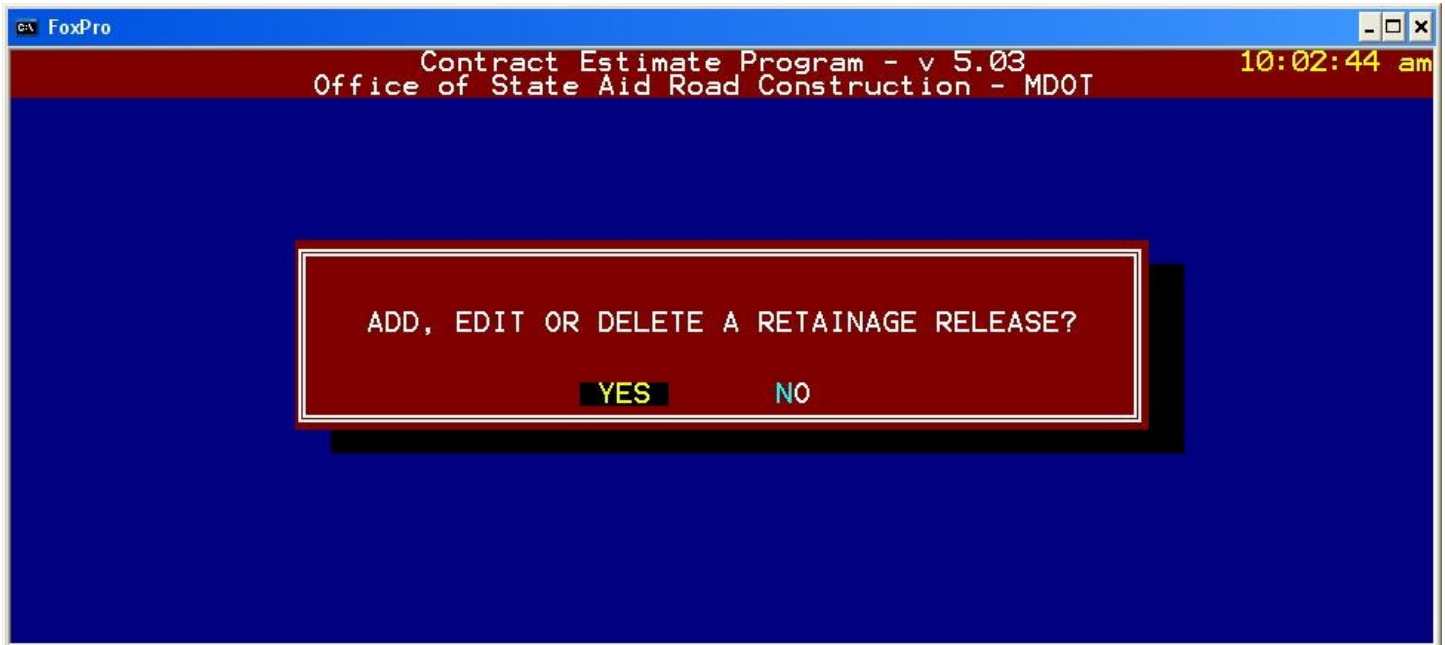 FoxPro
Contract Estimate Program - v 5.03 10:02:44 am
Office of State Aid Road Construction - MDOT
ADD, EDIT OR DELETE A RETAINAGE RELEASE?
YES NO